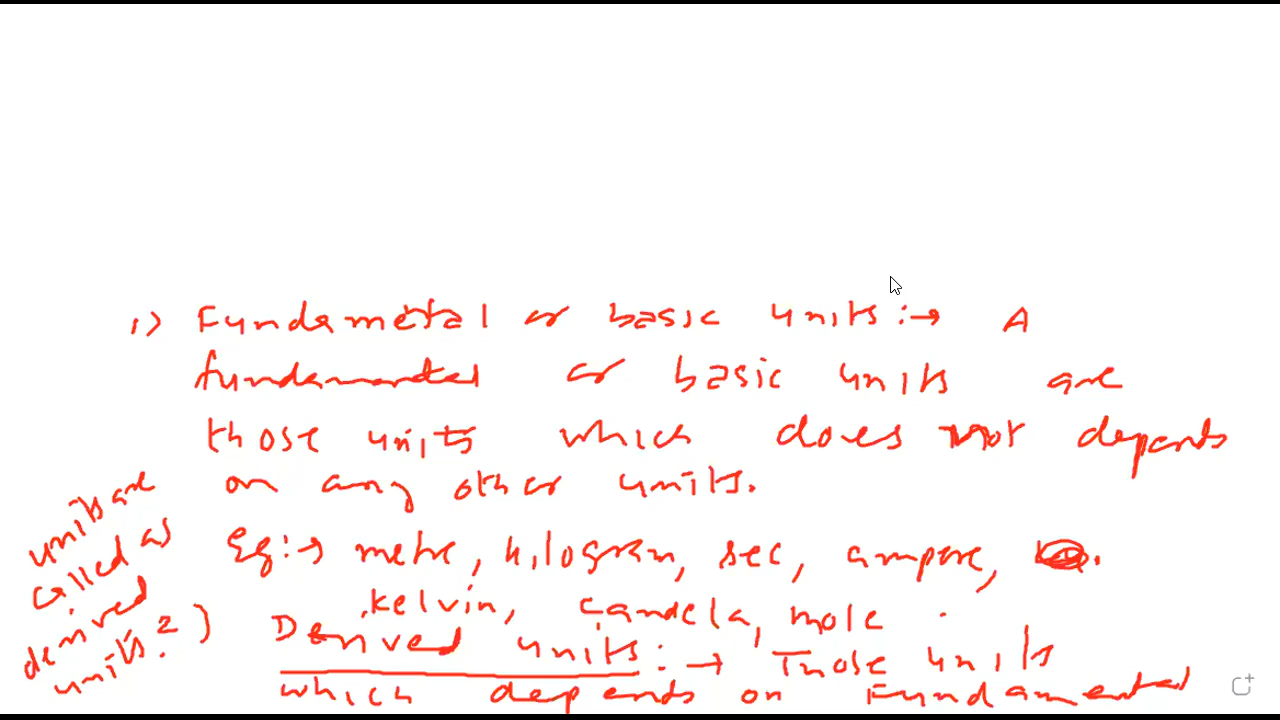 1) Fundametal or basic units :→ A
fundamental or basic units are
those units which does not depends
on any other units.
Eg :→ metre, kilogram, sec, ampere,
kelvin, candela, mole .
2) Derived units :→ Those units
which depends on Fundamental
units are
called as
derived
units.